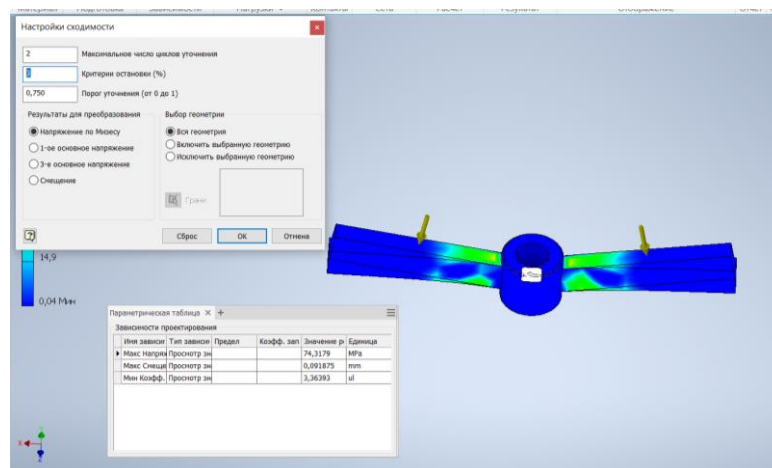 Настройки сходимости
2 Максимальное число циклов уточнения
Критерии остановки (%)
0,750 Порог уточнения (от 0 до 1)
Результаты для преобразования Выбор геометрии
Напряжение по Мизесу Вся геометрия
1-ое основное напряжение Включить выбранную геометрию
3-е основное напряжение Исключить выбранную геометрию
Смещение
Грани
Сброс OK Отмена
14,9
0,04 Мин
Параметрическая таблица × +
Зависимости проектирования
Имя зависи Тип зависи Предел Коэфф. зап Значение р Единица
Макс Напря Просмотр зн 74,3179 MPa
Макс Смеще Просмотр зн 0,091875 mm
Мин Коэфф. Просмотр зн 3,36393 ul
X